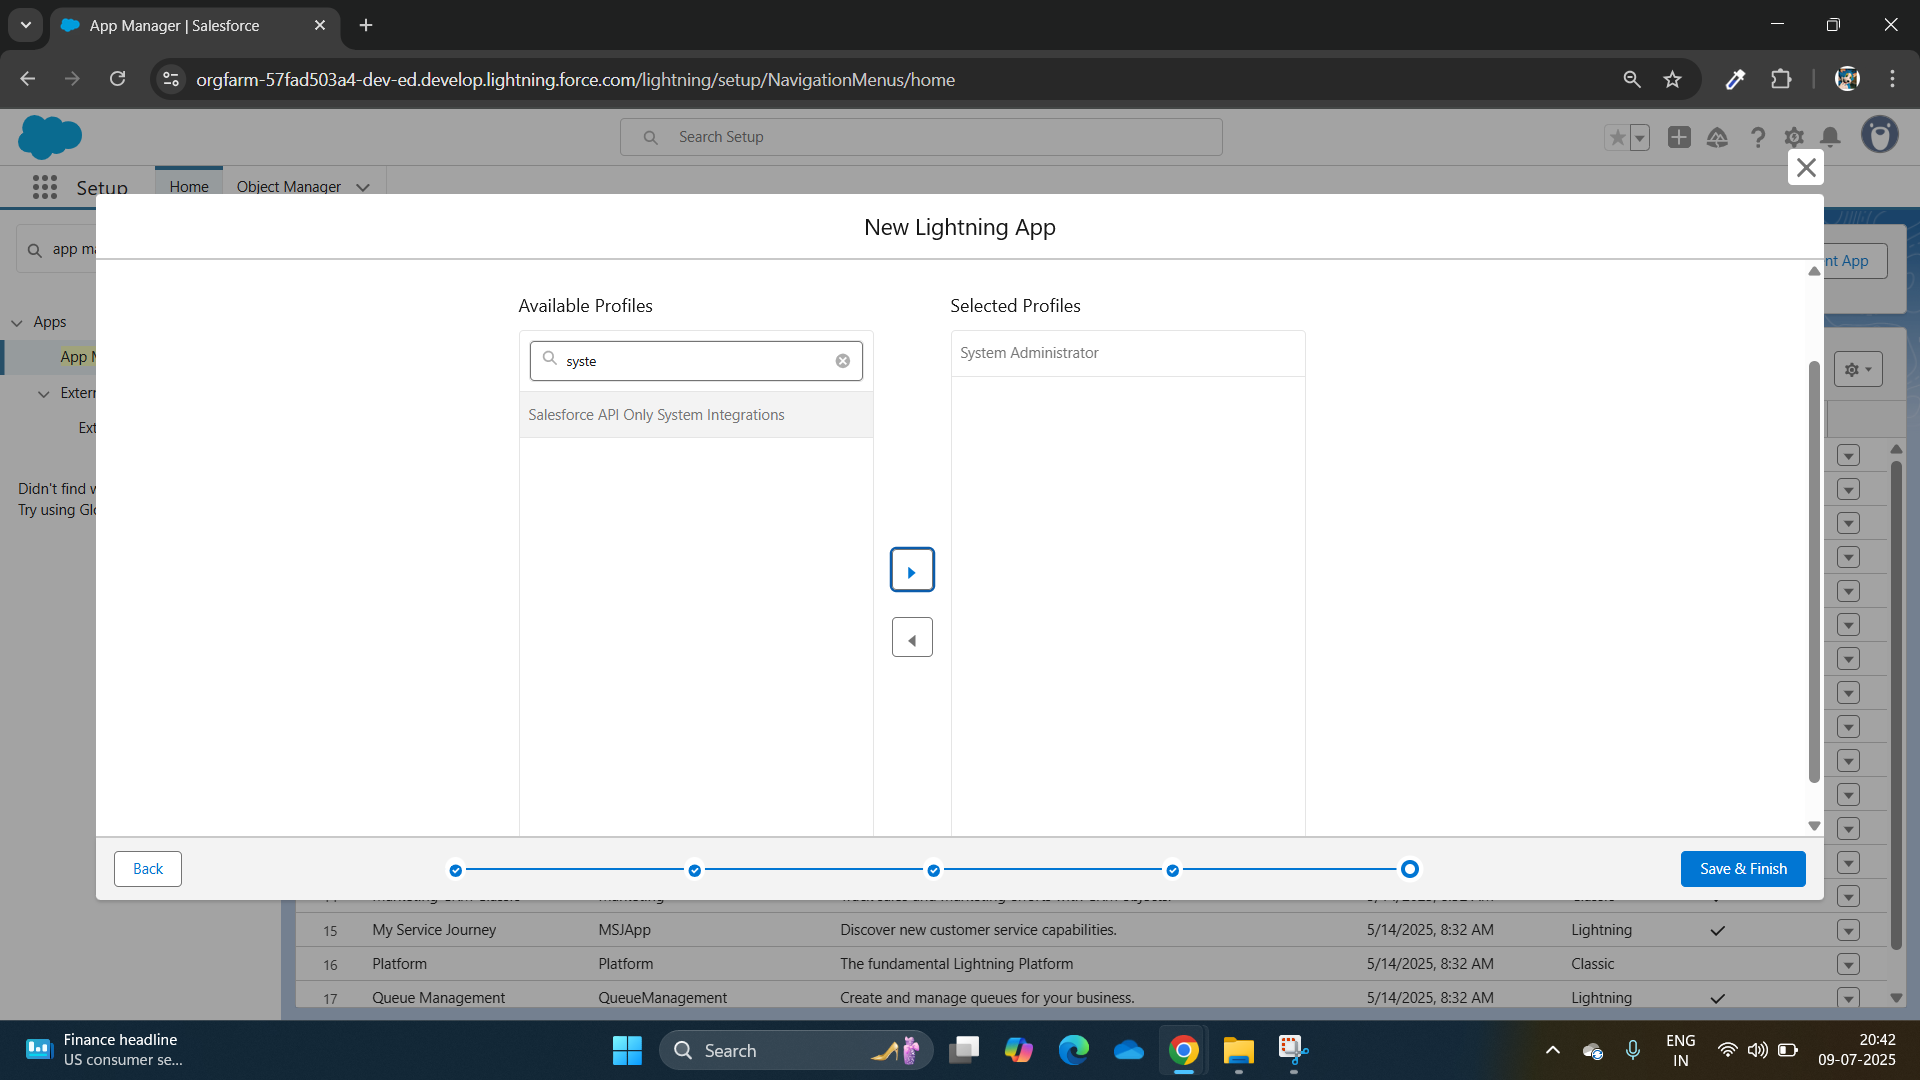 App Manager | Salesforce
orgfarm-57fad503a4-dev-ed.develop.lightning.force.com/lightning/setup/NavigationMenus/home
Search Setup
Setup
Home
Object Manager
New Lightning App
app ma
nt App
Available Profiles
Selected Profiles
Apps
syste
System Administrator
App M
Extern
Salesforce API Only System Integrations
Ext
Didn't find w
Try using Glo
Back
Save & Finish
15 My Service Journey MSJApp Discover new customer service capabilities. 5/14/2025, 8:32 AM Lightning
16 Platform Platform The fundamental Lightning Platform 5/14/2025, 8:32 AM Classic
17 Queue Management QueueManagement Create and manage queues for your business. 5/14/2025, 8:32 AM Lightning
Finance headline
US consumer se...
Search
ENG
IN
20:42
09-07-2025